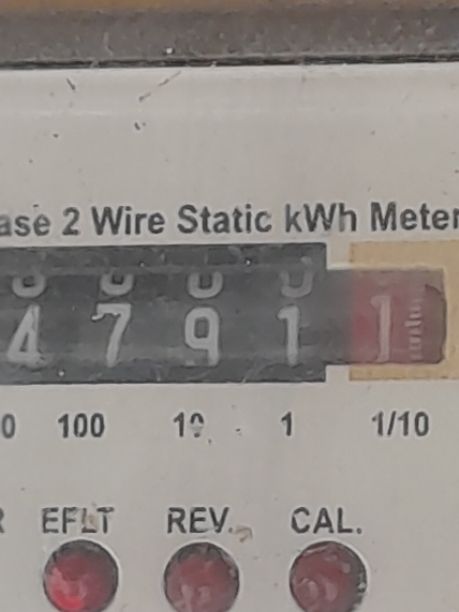 ase 2 Wire Static kWh Meter
4 7 9 1 1
0 100 10 1 1/10
R EFLT REV. CAL.